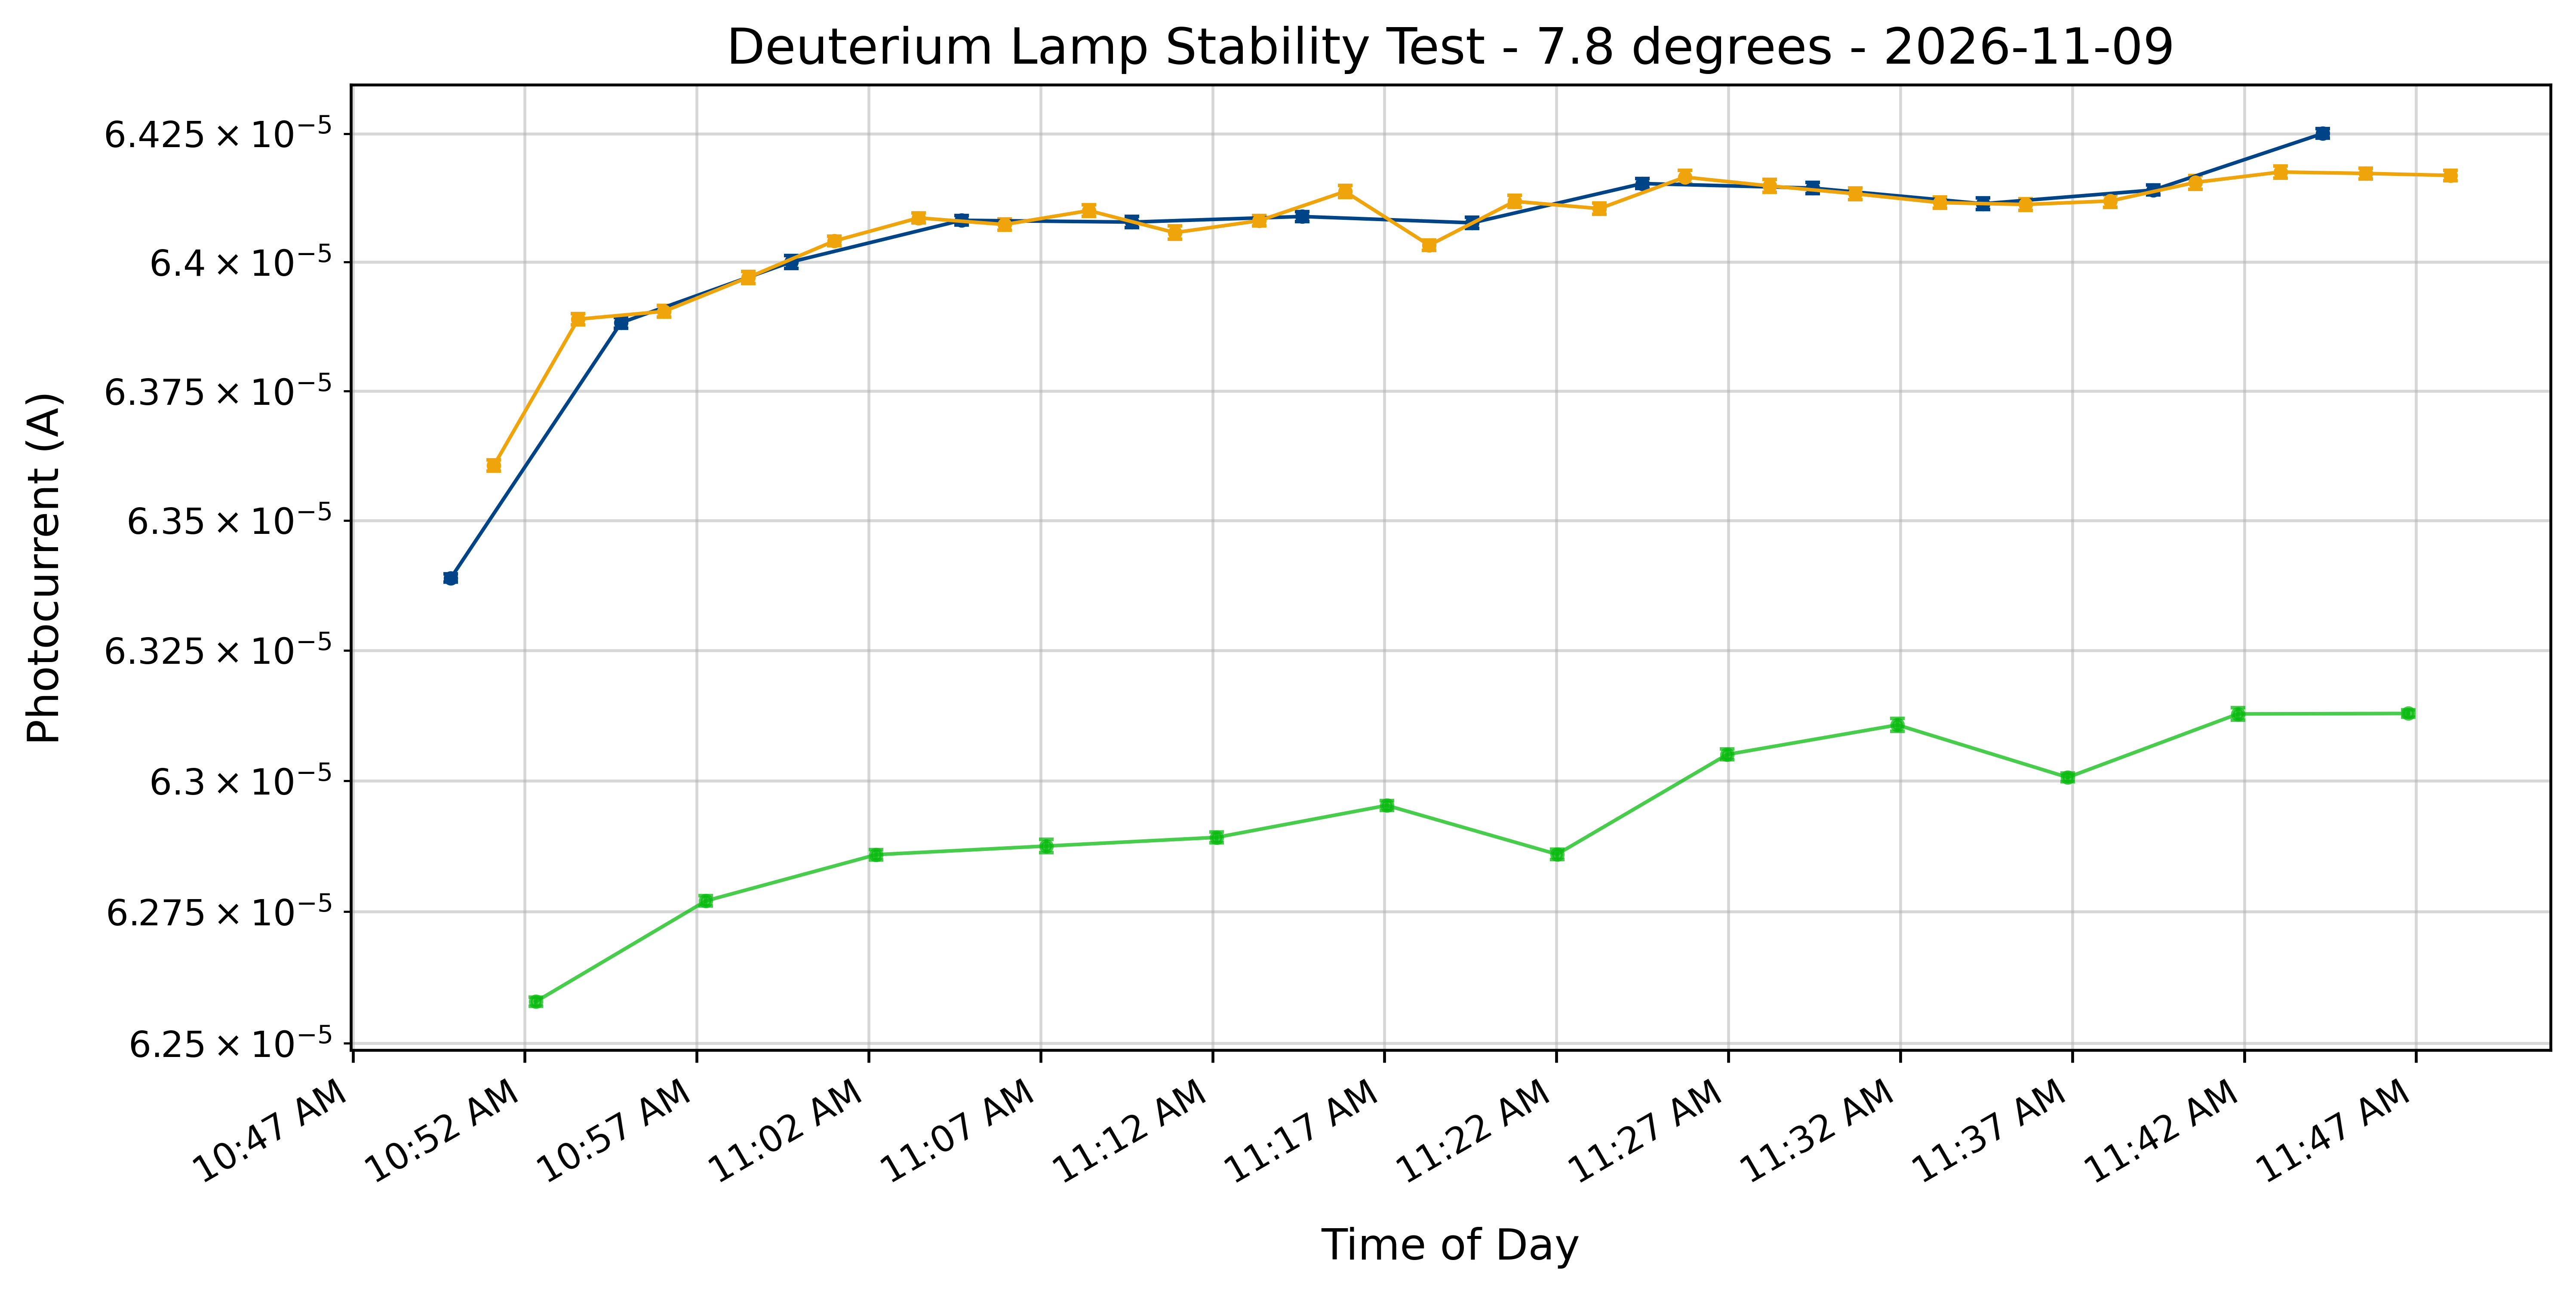 Deuterium Lamp Stability Test - 7.8 degrees - 2026-11-09
Photocurrent (A)
6.425 × 10⁻⁵
6.4 × 10⁻⁵
6.375 × 10⁻⁵
6.35 × 10⁻⁵
6.325 × 10⁻⁵
6.3 × 10⁻⁵
6.275 × 10⁻⁵
6.25 × 10⁻⁵
10:47 AM
10:52 AM
10:57 AM
11:02 AM
11:07 AM
11:12 AM
11:17 AM
11:22 AM
11:27 AM
11:32 AM
11:37 AM
11:42 AM
11:47 AM
Time of Day